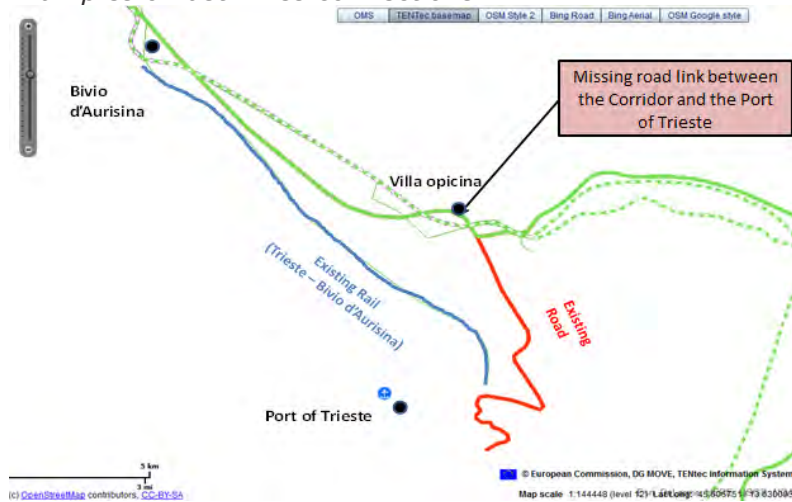 OMS TENTec basemap OSM Style 2 Bing Road Bing Aerial OSM Google style
Missing road link between
the Corridor and the Port
of Trieste
Bivio
d'Aurisina
Villa opicina
Existing Rail
(Trieste – Bivio d'Aurisina)
Existing
Road
Port of Trieste
5 km
3 mi
© European Commission, DG MOVE, TENtec Information System
(c) OpenStreetMap contributors, CC-BY-SA
Map scale 1:144448 (level 12)